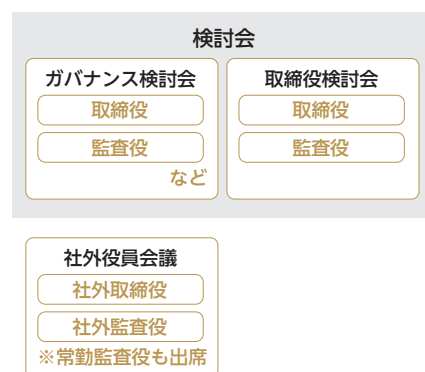 検討会
ガバナンス検討会
取締役
監査役
など
取締役検討会
取締役
監査役
社外役員会議
社外取締役
社外監査役
※常勤監査役も出席